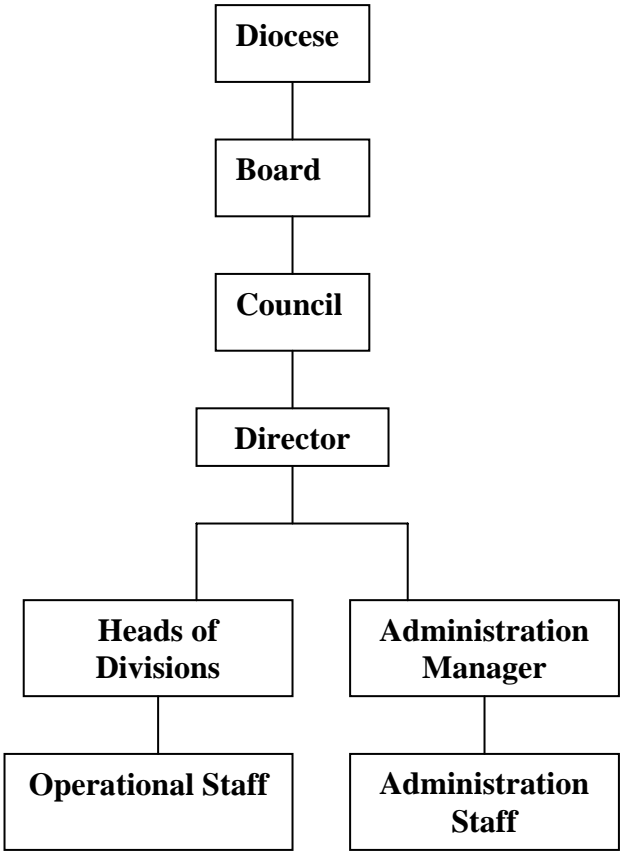 Diocese
Board
Council
Director
Heads of
Divisions
Administration
Manager
Operational Staff
Administration
Staff